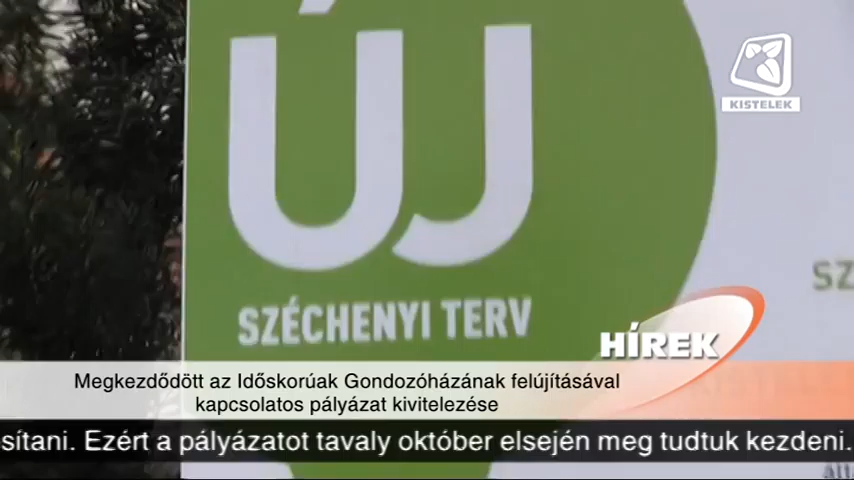 ÚJ
SZÉCHENYI TERV
KISTELEK
SZ
HÍREK
Megkezdődött az Időskorúak Gondozóházának felújításával
kapcsolatos pályázat kivitelezése
sítani. Ezért a pályázatot tavaly október elsején meg tudtuk kezdeni.